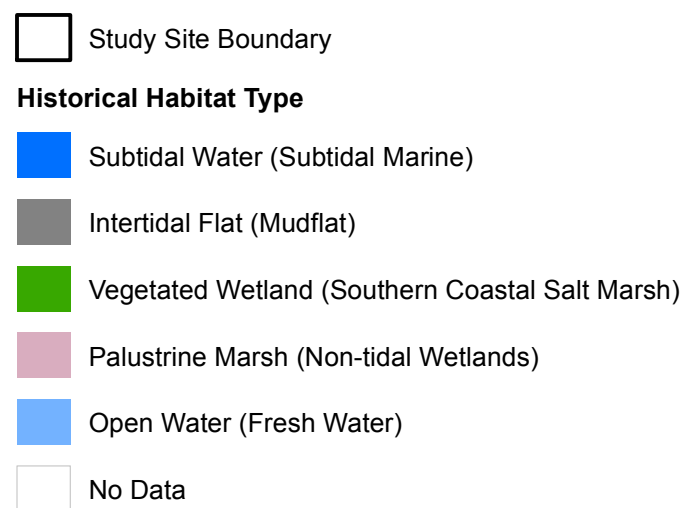 Study Site Boundary
Historical Habitat Type
Subtidal Water (Subtidal Marine)
Intertidal Flat (Mudflat)
Vegetated Wetland (Southern Coastal Salt Marsh)
Palustrine Marsh (Non-tidal Wetlands)
Open Water (Fresh Water)
No Data